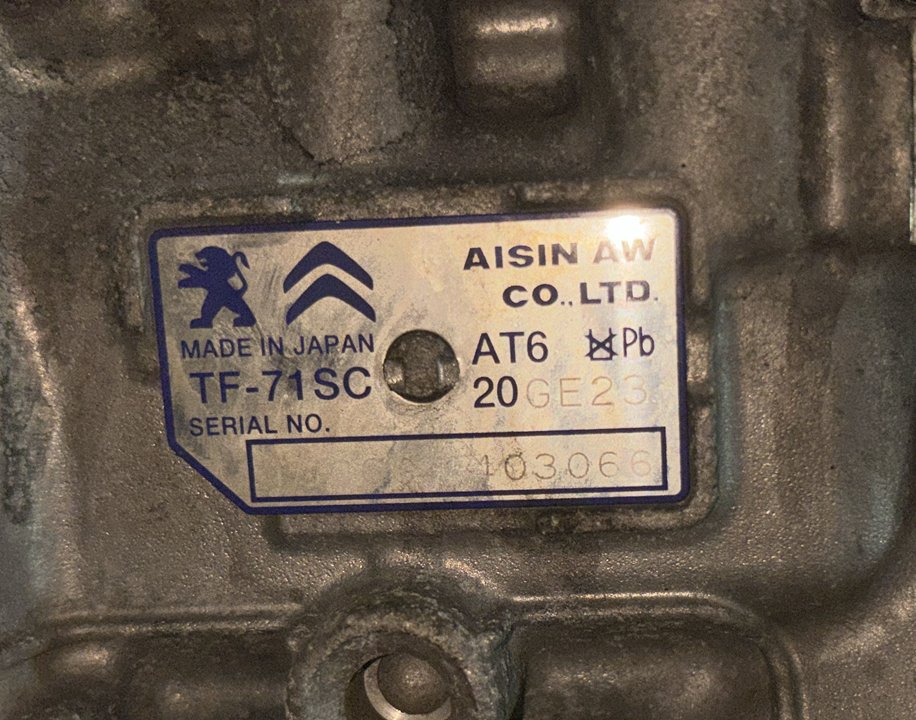 AISIN AW
CO., LTD.
MADE IN JAPAN
TF-71SC
AT6 Pb
20GE23
SERIAL NO.
103066